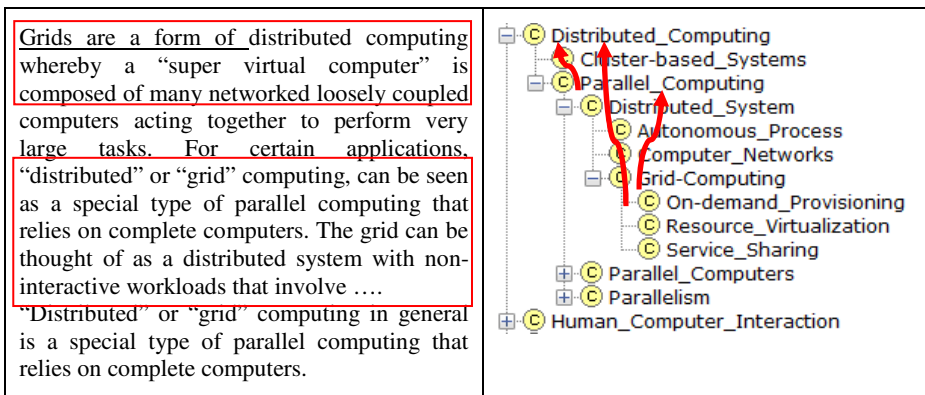 Grids are a form of distributed computing
whereby a “super virtual computer” is
composed of many networked loosely coupled
computers acting together to perform very
large tasks. For certain applications,
“distributed” or “grid” computing, can be seen
as a special type of parallel computing that
relies on complete computers. The grid can be
thought of as a distributed system with non-
interactive workloads that involve ….
“Distributed” or “grid” computing in general
is a special type of parallel computing that
relies on complete computers.
Distributed_Computing
Cluster-based_Systems
Parallel_Computing
Distributed_System
Autonomous_Process
Computer_Networks
Grid-Computing
On-demand_Provisioning
Resource_Virtualization
Service_Sharing
Parallel_Computers
Parallelism
Human_Computer_Interaction